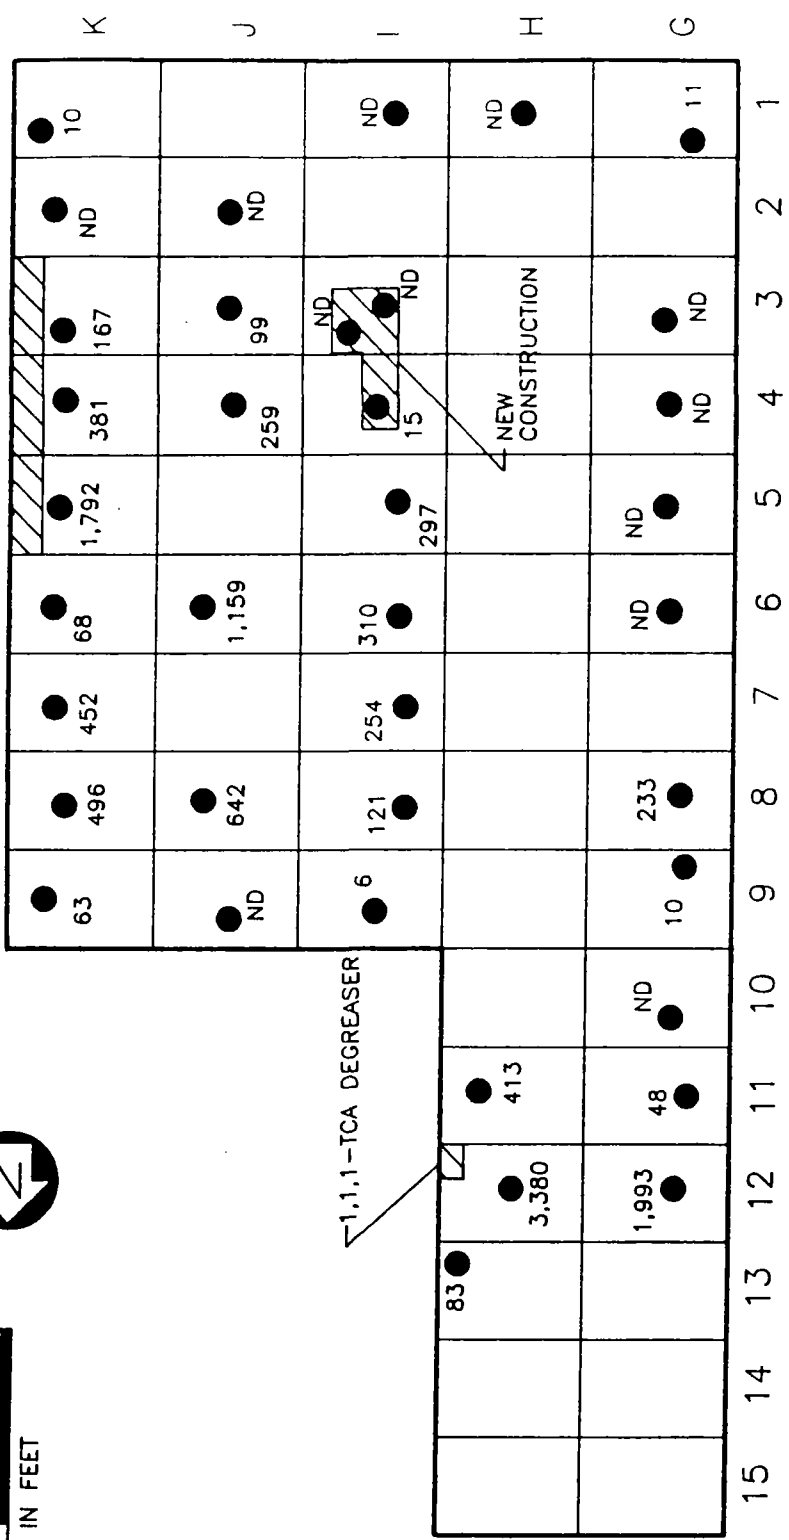 IN FEET
N
63
496
452
68
1,792
381
167
ND
10
K
ND
642
1,159
259
99
ND
J
1,1,1-TCA DEGREASER
6
121
254
310
297
15
ND
ND
ND
I
83
3,380
413
NEW
CONSTRUCTION
ND
H
1,993
48
ND
10
233
ND
ND
ND
ND
11
G
15 14 13 12 11 10 9 8 7 6 5 4 3 2 1